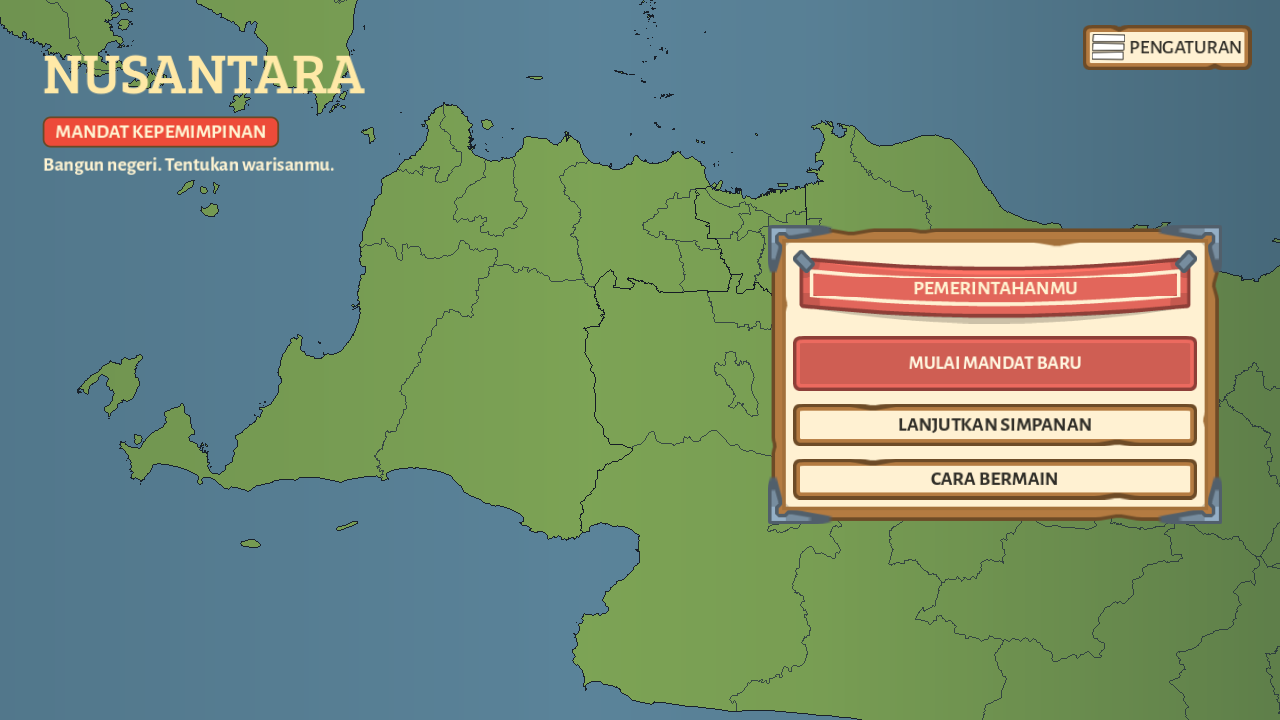 NUSANTARA
MANDAT KEPEMIMPINAN
Bangun negeri. Tentukan warisanmu.
PENGATURAN
PEMERINTAHANMU
MULAI MANDAT BARU
LANJUTKAN SIMPANAN
CARA BERMAIN